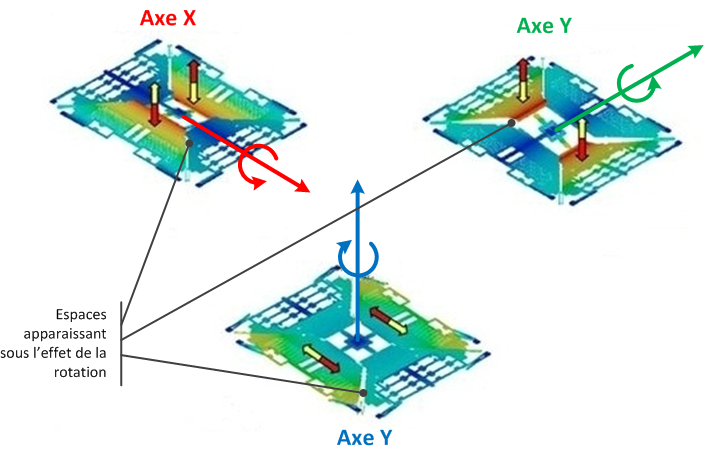 Axe X
Axe Y
Espaces
apparaissant
sous l'effet de la
rotation
Axe Y